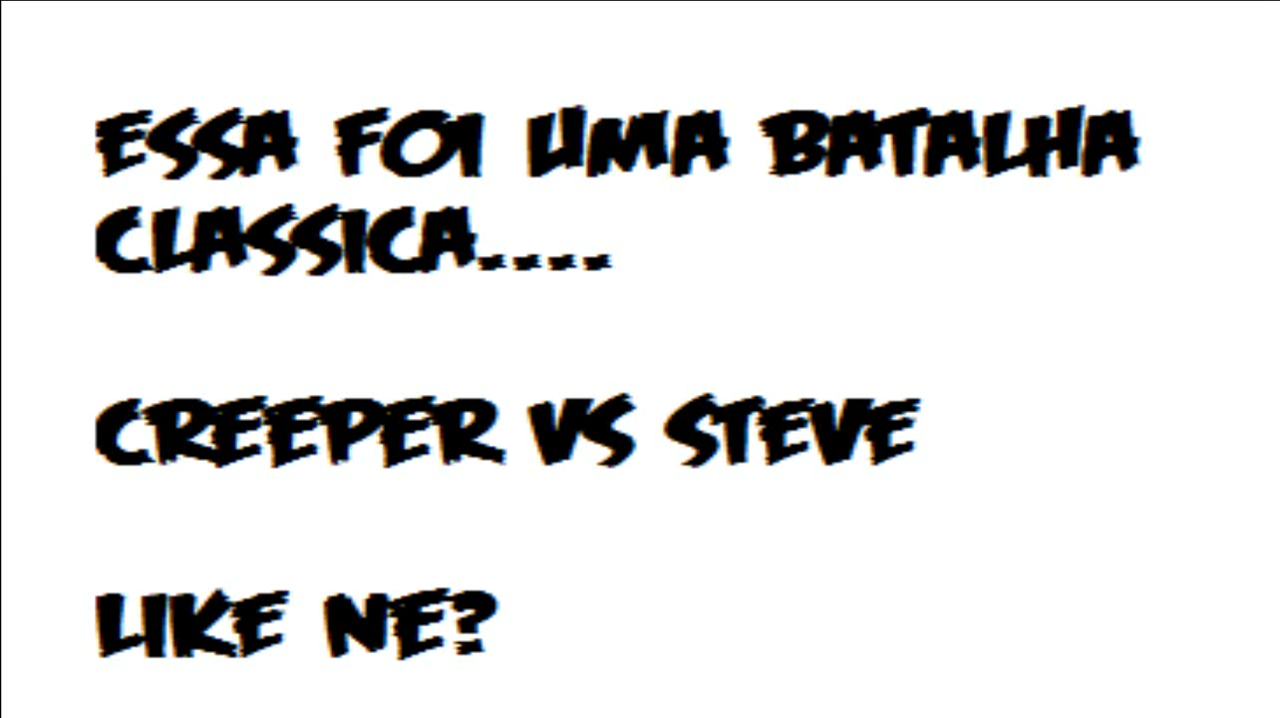 ESSA FOI UMA BATALHA
CLASSICA....
CREEPER VS STEVE
LIKE NE?